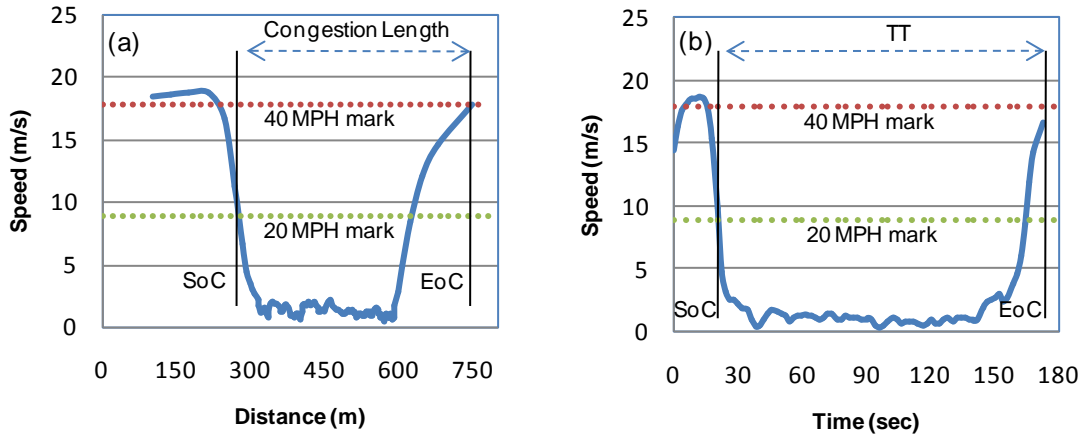 (a)
Congestion Length
25
20
15
10
5
0
Speed (m/s)
40 MPH mark
20 MPH mark
SoC
EoC
0 150 300 450 600 750
Distance (m)
(b)
TT
25
20
15
10
5
0
Speed (m/s)
40 MPH mark
20 MPH mark
SoC
EoC
0 30 60 90 120 150 180
Time (sec)